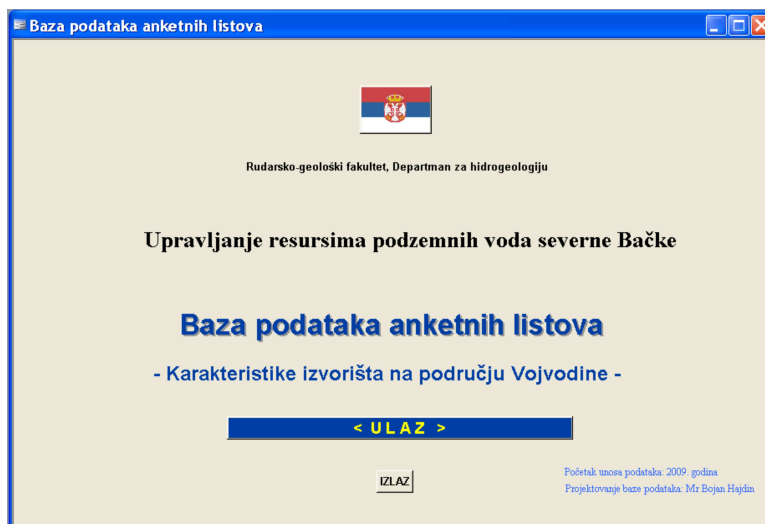 Baza podataka anketnih listova
Rudarsko-geološki fakultet, Departman za hidrogeologiju
Upravljanje resursima podzemnih voda severne Bačke
Baza podataka anketnih listova
- Karakteristike izvorišta na području Vojvodine -
< ULAZ >
IZLAZ
Početak unosa podataka: 2009. godina
Projektovanje baze podataka: Mr Bojan Hajdin